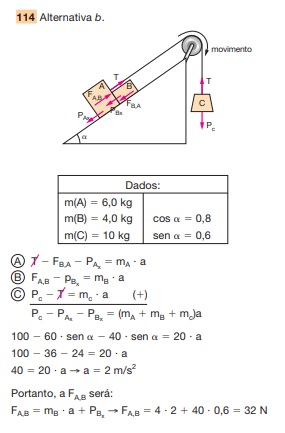 114 Alternativa b.
movimento
T
A
B
F_A,B
F_B,A
P_Ax
P_Bx
T
C
P_c
α
Dados:
m(A) = 6,0 kg
m(B) = 4,0 kg cos α = 0,8
m(C) = 10 kg sen α = 0,6
A T – F_B,A – P_Ax = m_A · a
B F_A,B – p_Bx = m_B · a
C P_c – T = m_c · a (+)
P_c – P_Ax – P_Bx = (m_A + m_B + m_c)a
100 – 60 · sen α – 40 · sen α = 20 · a
100 – 36 – 24 = 20 · a
40 = 20 · a → a = 2 m/s²
Portanto, a F_A,B será:
F_A,B = m_B · a + P_Bx → F_A,B = 4 · 2 + 40 · 0,6 = 32 N